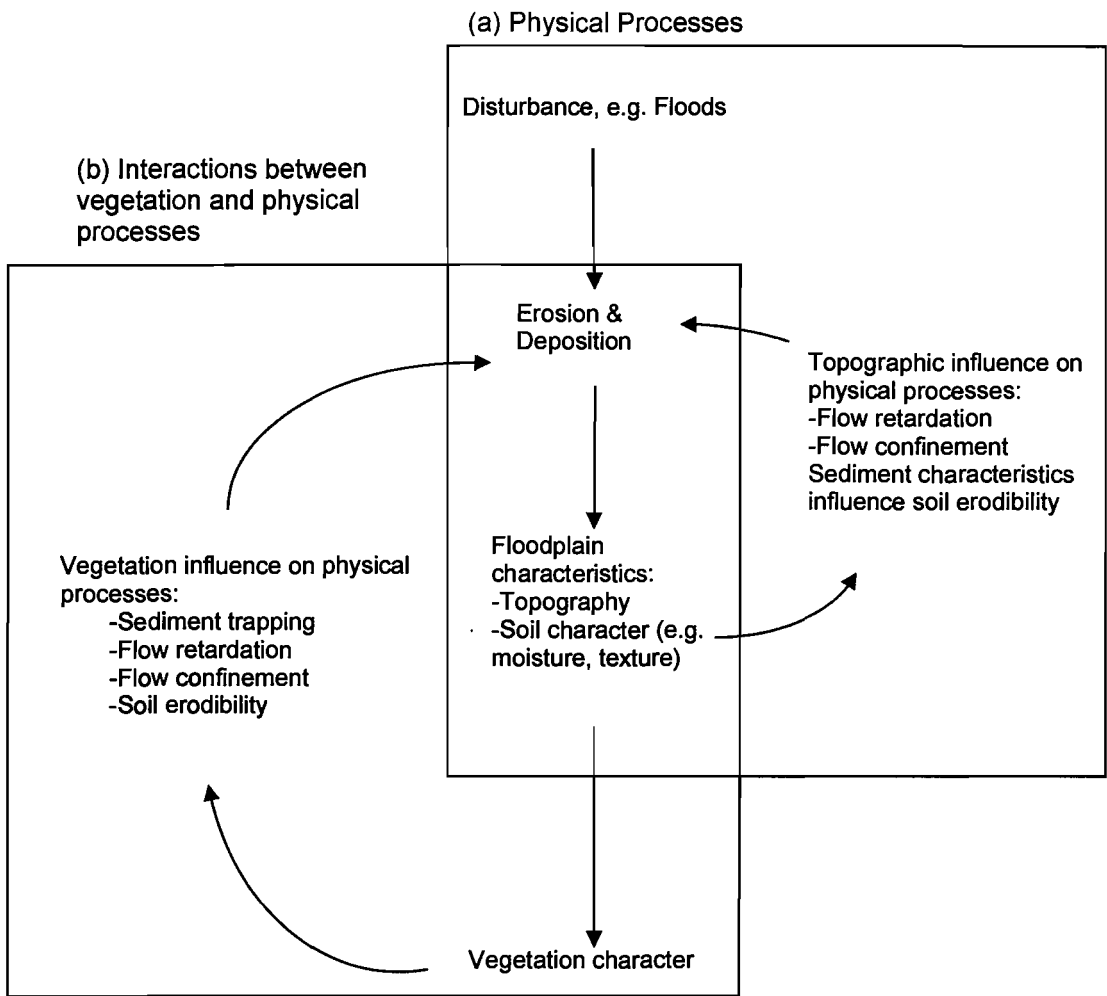 (a) Physical Processes
Disturbance, e.g. Floods
(b) Interactions between
vegetation and physical
processes
Erosion &
Deposition
Topographic influence on
physical processes:
-Flow retardation
-Flow confinement
Sediment characteristics
influence soil erodibility
Floodplain
characteristics:
-Topography
-Soil character (e.g.
moisture, texture)
Vegetation influence on physical
processes:
-Sediment trapping
-Flow retardation
-Flow confinement
-Soil erodibility
Vegetation character